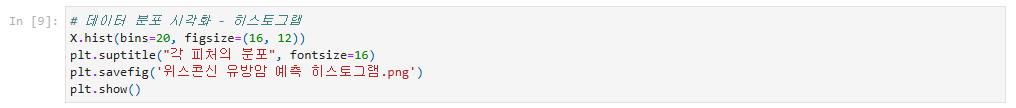 In [9]:
# 데이터 분포 시각화 - 히스토그램
X.hist(bins=20, figsize=(16, 12))
plt.suptitle("각 피처의 분포", fontsize=16)
plt.savefig('위스콘신 유방암 예측 히스토그램.png')
plt.show()